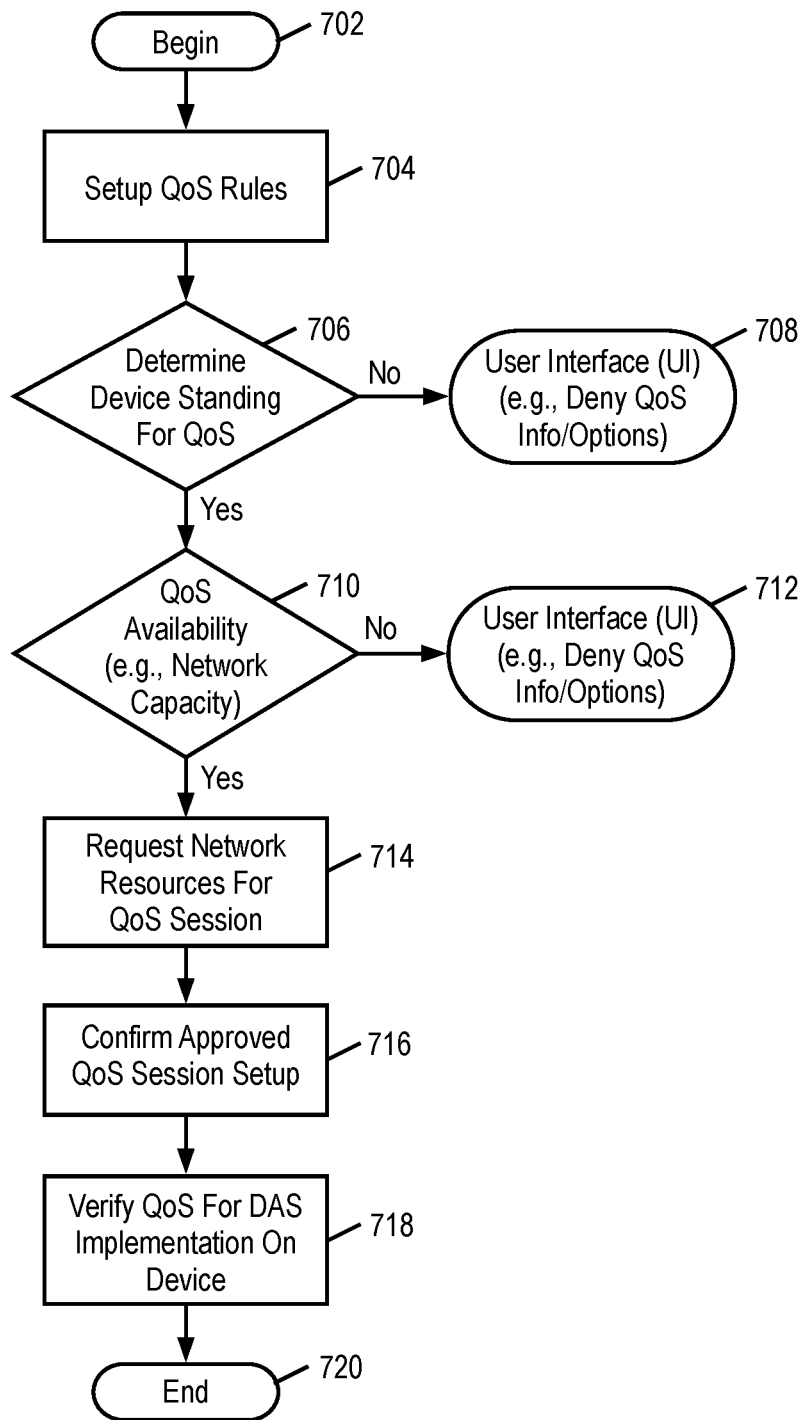 Begin
702
Setup QoS Rules
704
Determine
Device Standing
For QoS
706
No
User Interface (UI)
(e.g., Deny QoS
Info/Options)
708
Yes
QoS
Availability
(e.g., Network
Capacity)
710
No
User Interface (UI)
(e.g., Deny QoS
Info/Options)
712
Yes
Request Network
Resources For
QoS Session
714
Confirm Approved
QoS Session Setup
716
Verify QoS For DAS
Implementation On
Device
718
End
720